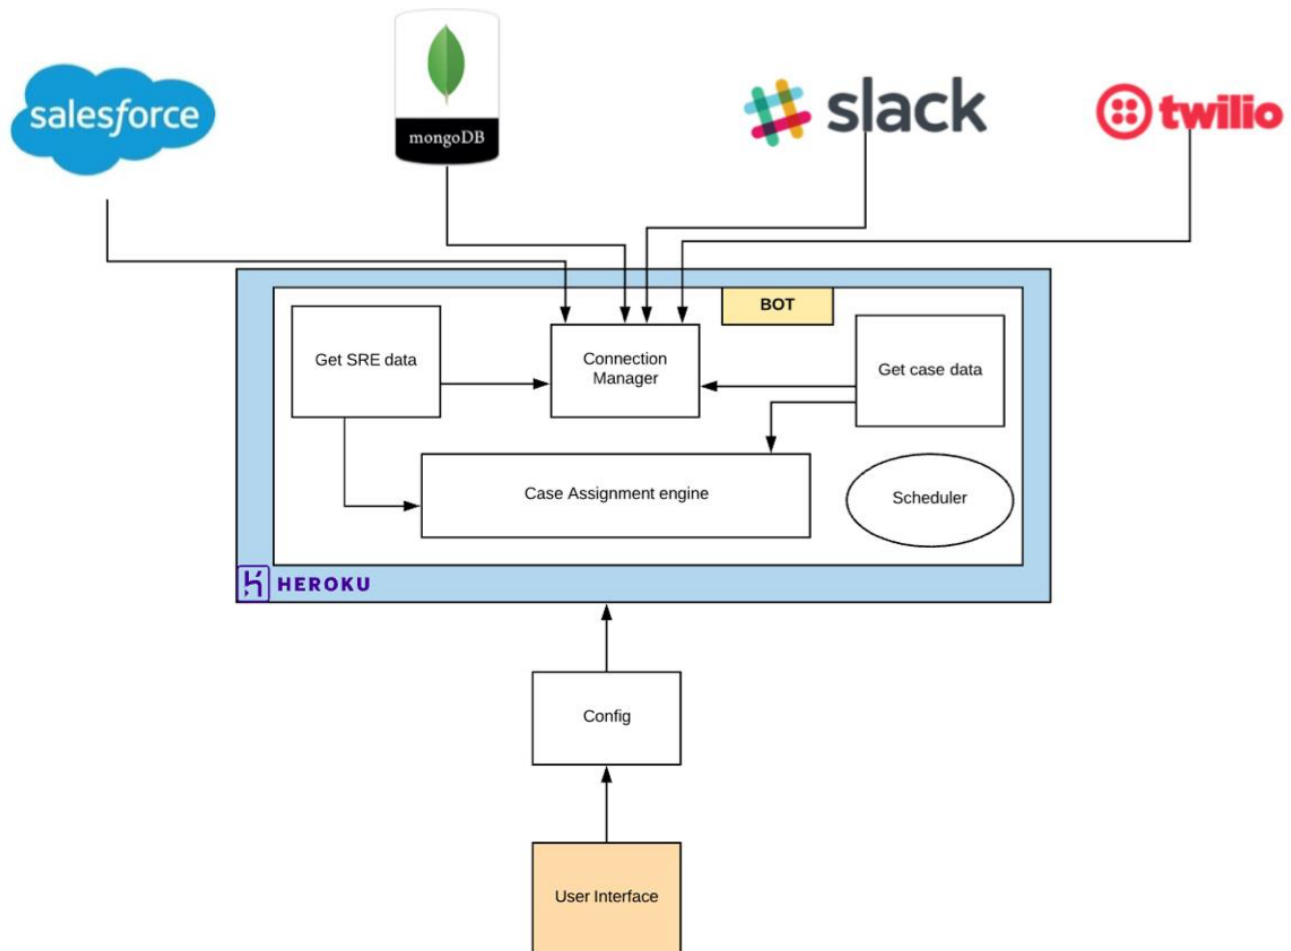 salesforce
mongoDB
slack
twilio
BOT
Get SRE data
Connection
Manager
Get case data
Case Assignment engine
Scheduler
HEROKU
Config
User Interface